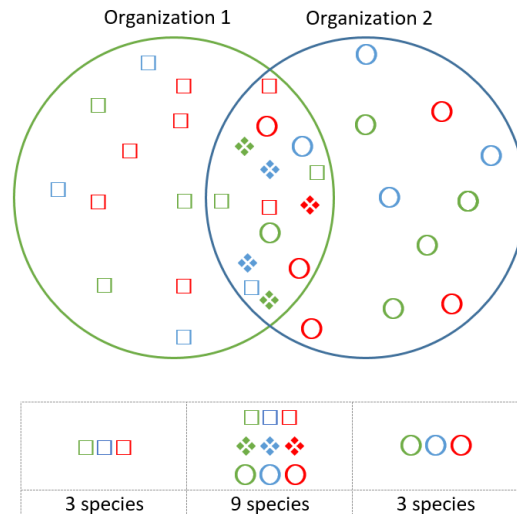 Organization 1
Organization 2
3 species
9 species
3 species